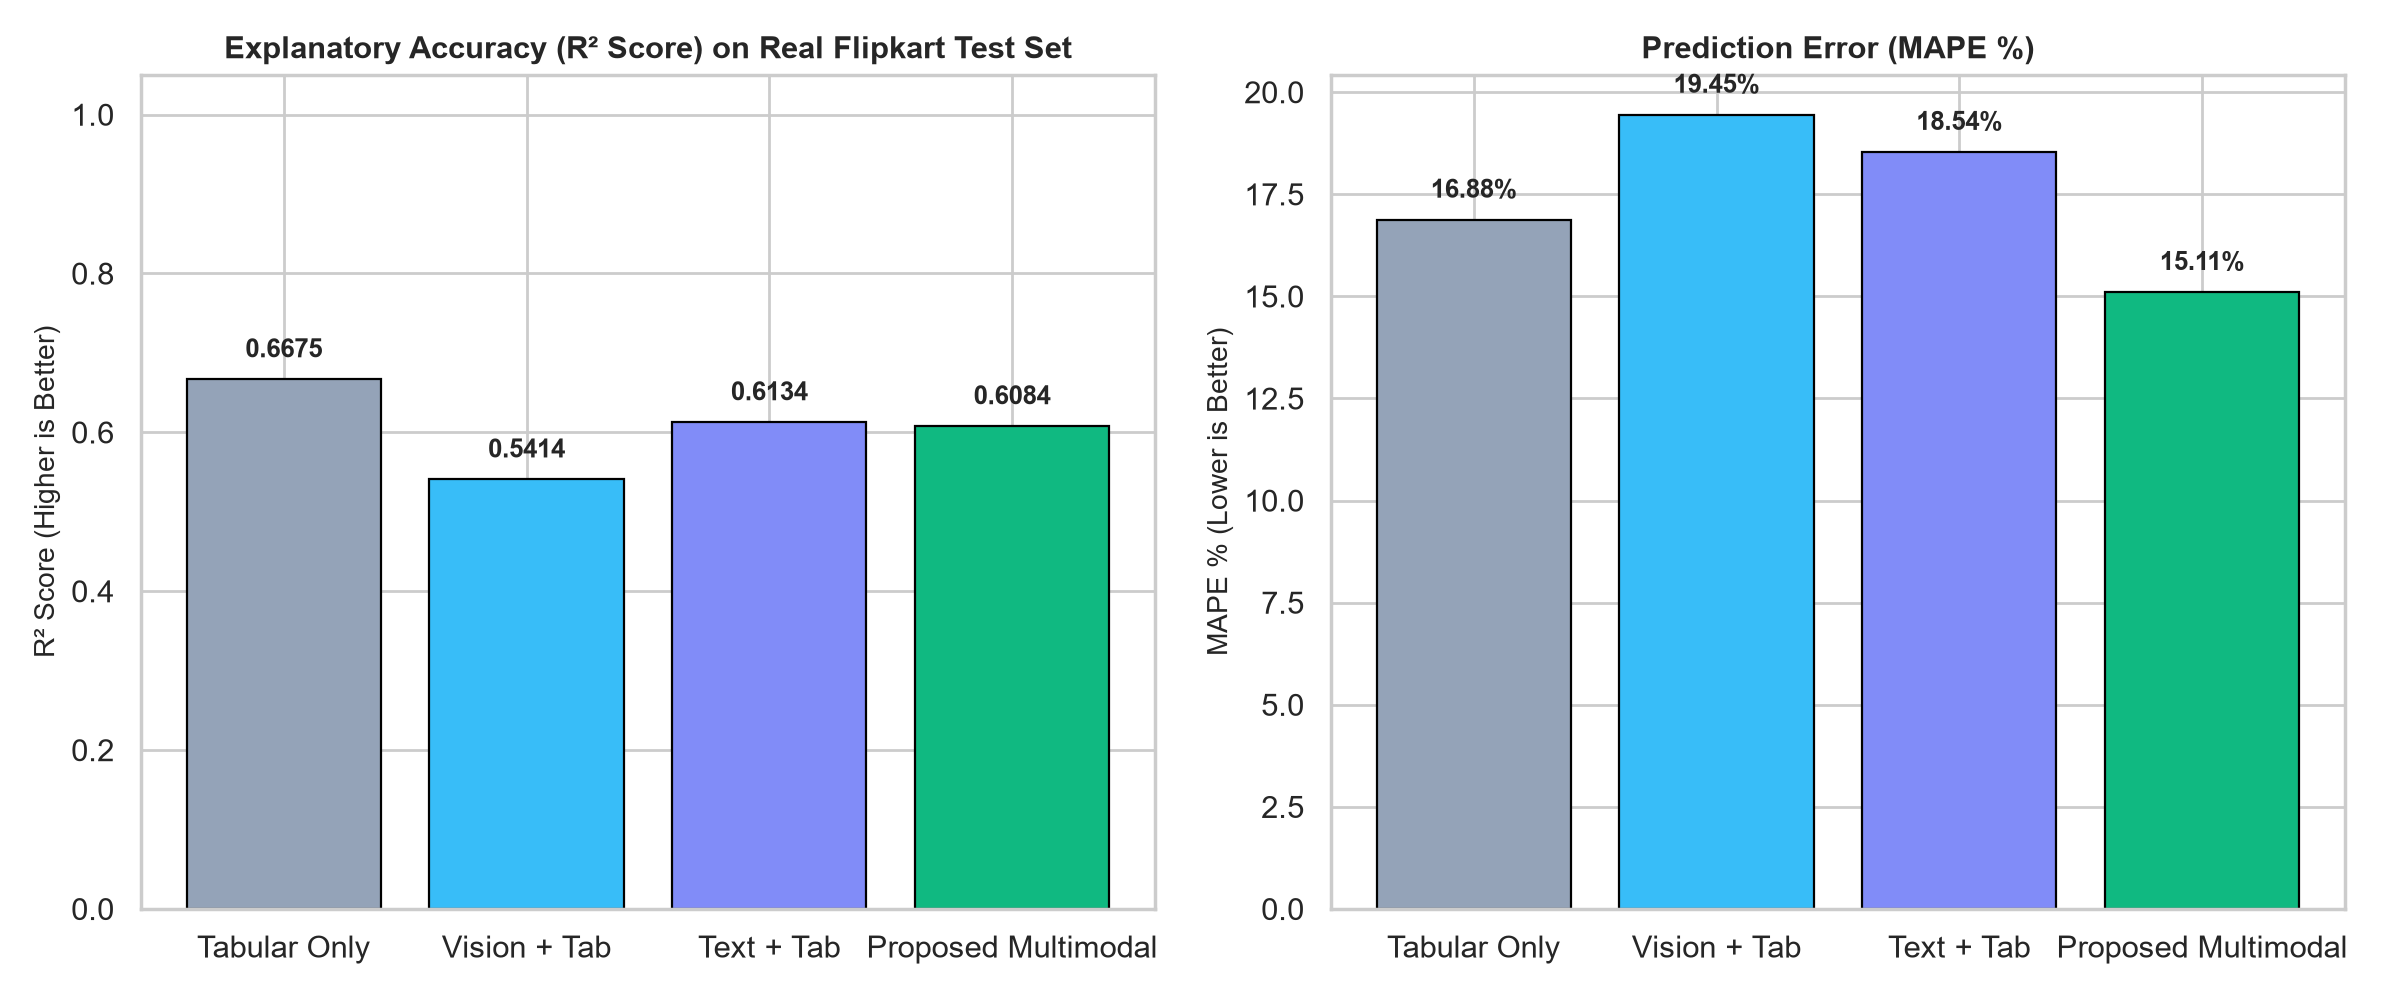 Explanatory Accuracy (R² Score) on Real Flipkart Test Set
R² Score (Higher is Better)
1.0
0.8
0.6
0.4
0.2
0.0
0.6675
0.5414
0.6134
0.6084
Tabular Only
Vision + Tab
Text + Tab
Proposed Multimodal
Prediction Error (MAPE %)
MAPE % (Lower is Better)
20.0
17.5
15.0
12.5
10.0
7.5
5.0
2.5
0.0
16.88%
19.45%
18.54%
15.11%
Tabular Only
Vision + Tab
Text + Tab
Proposed Multimodal